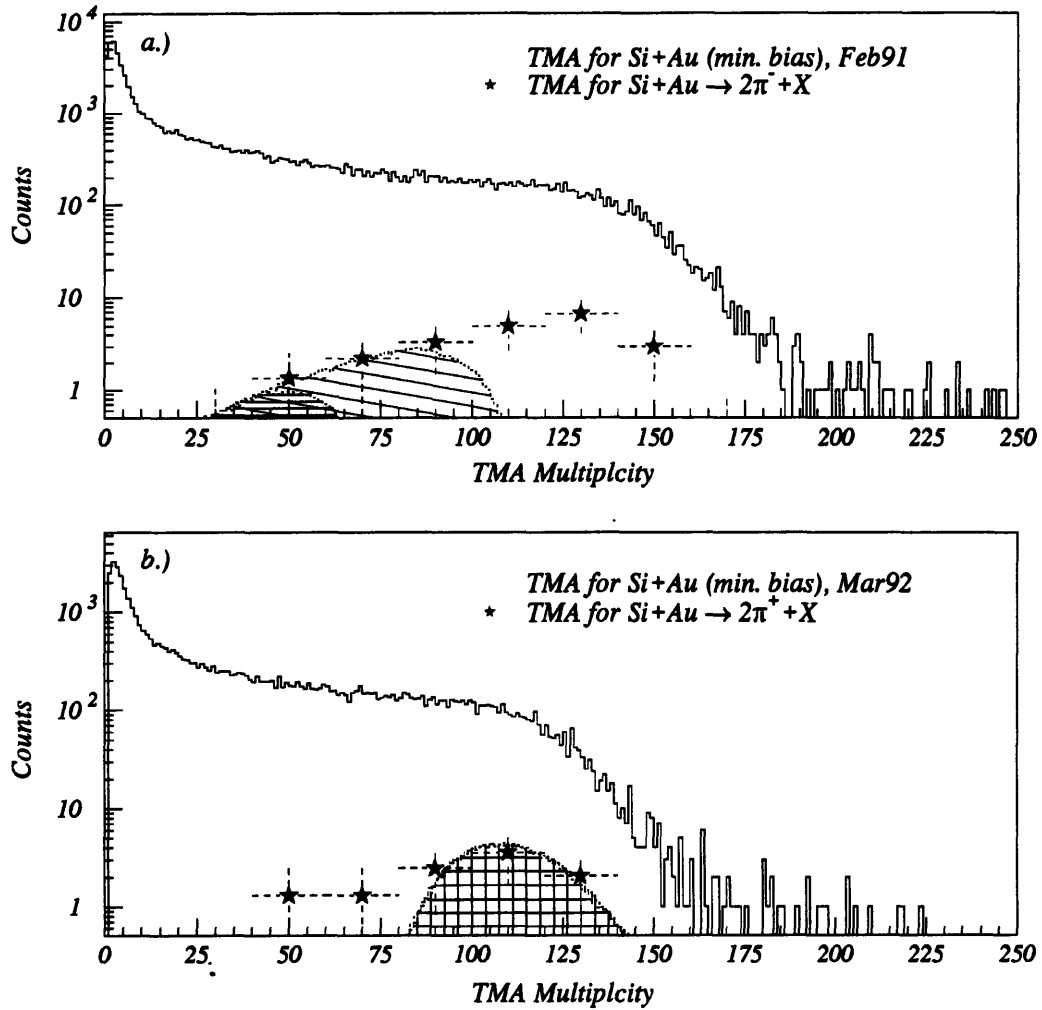 a.)
TMA for Si+Au (min. bias), Feb91
★ TMA for Si+Au → 2π⁻+X
10⁴
10³
10²
10
1
Counts
0 25 50 75 100 125 150 175 200 225 250
TMA Multiplcity
b.)
TMA for Si+Au (min. bias), Mar92
★ TMA for Si+Au → 2π⁺+X
10³
10²
10
1
Counts
0 25 50 75 100 125 150 175 200 225 250
TMA Multiplcity